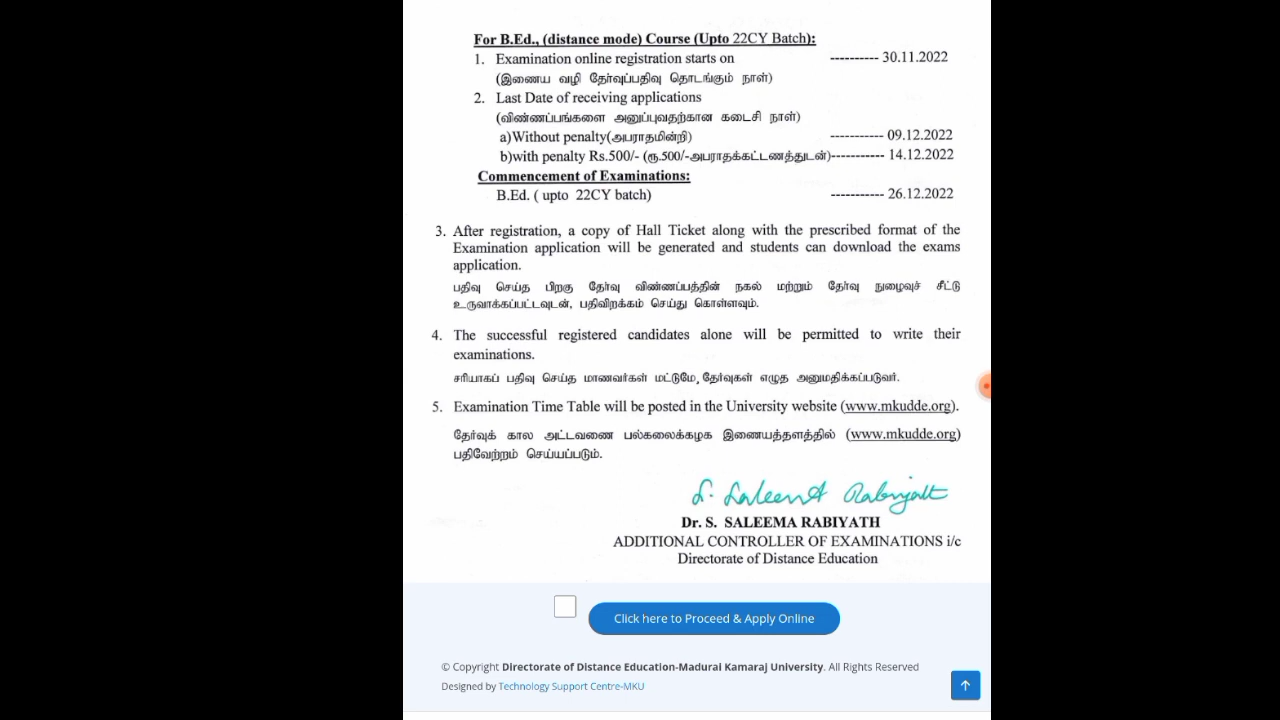 For B.Ed., (distance mode) Course (Upto 22CY Batch):
1. Examination online registration starts on ---------- 30.11.2022
(இணைய வழி தேர்வுப்பதிவு தொடங்கும் நாள்)
2. Last Date of receiving applications
(விண்ணப்பங்களை அனுப்புவதற்கான கடைசி நாள்)
a)Without penalty(அபராதமின்றி) ----------- 09.12.2022
b)with penalty Rs.500/- (ரூ.500/-அபராதக்கட்டணத்துடன்)----------- 14.12.2022
Commencement of Examinations:
B.Ed. ( upto 22CY batch) ----------- 26.12.2022
3. After registration, a copy of Hall Ticket along with the prescribed format of the
Examination application will be generated and students can download the exams
application.
பதிவு செய்த பிறகு தேர்வு விண்ணப்பத்தின் நகல் மற்றும் தேர்வு நுழைவுச் சீட்டு
உருவாக்கப்பட்டவுடன், பதிவிறக்கம் செய்து கொள்ளவும்.
4. The successful registered candidates alone will be permitted to write their
examinations.
சரியாகப் பதிவு செய்த மாணவர்கள் மட்டுமே, தேர்வுகள் எழுத அனுமதிக்கப்படுவர்.
5. Examination Time Table will be posted in the University website (www.mkudde.org).
தேர்வுக் கால அட்டவணை பல்கலைக்கழக இணையத்தளத்தில் (www.mkudde.org)
பதிவேற்றம் செய்யப்படும்.
S. Saleema Rabiyath
Dr. S. SALEEMA RABIYATH
ADDITIONAL CONTROLLER OF EXAMINATIONS i/c
Directorate of Distance Education
Click here to Proceed & Apply Online
© Copyright Directorate of Distance Education-Madurai Kamaraj University. All Rights Reserved
Designed by Technology Support Centre-MKU